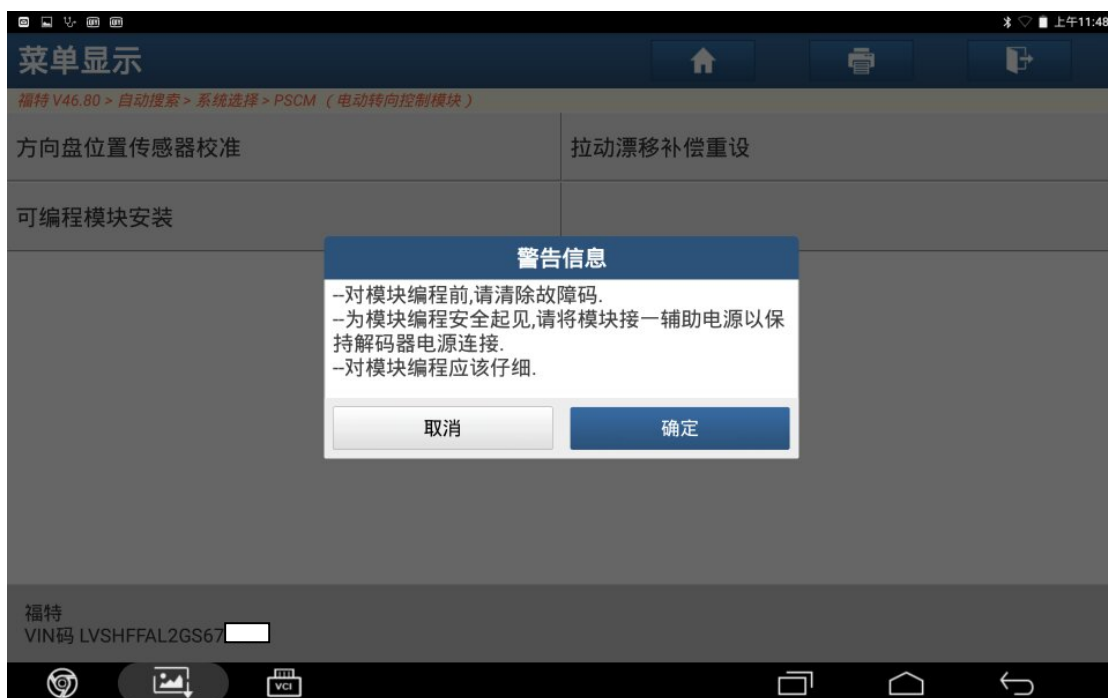 上午11:48
菜单显示
福特 V46.80 > 自动搜索 > 系统选择 > PSCM （电动转向控制模块）
方向盘位置传感器校准
拉动漂移补偿重设
可编程模块安装
警告信息
--对模块编程前,请清除故障码.
--为模块编程安全起见,请将模块接一辅助电源以保
持解码器电源连接.
--对模块编程应该仔细.
取消
确定
福特
VIN码 LVSHFFAL2GS67
VCI